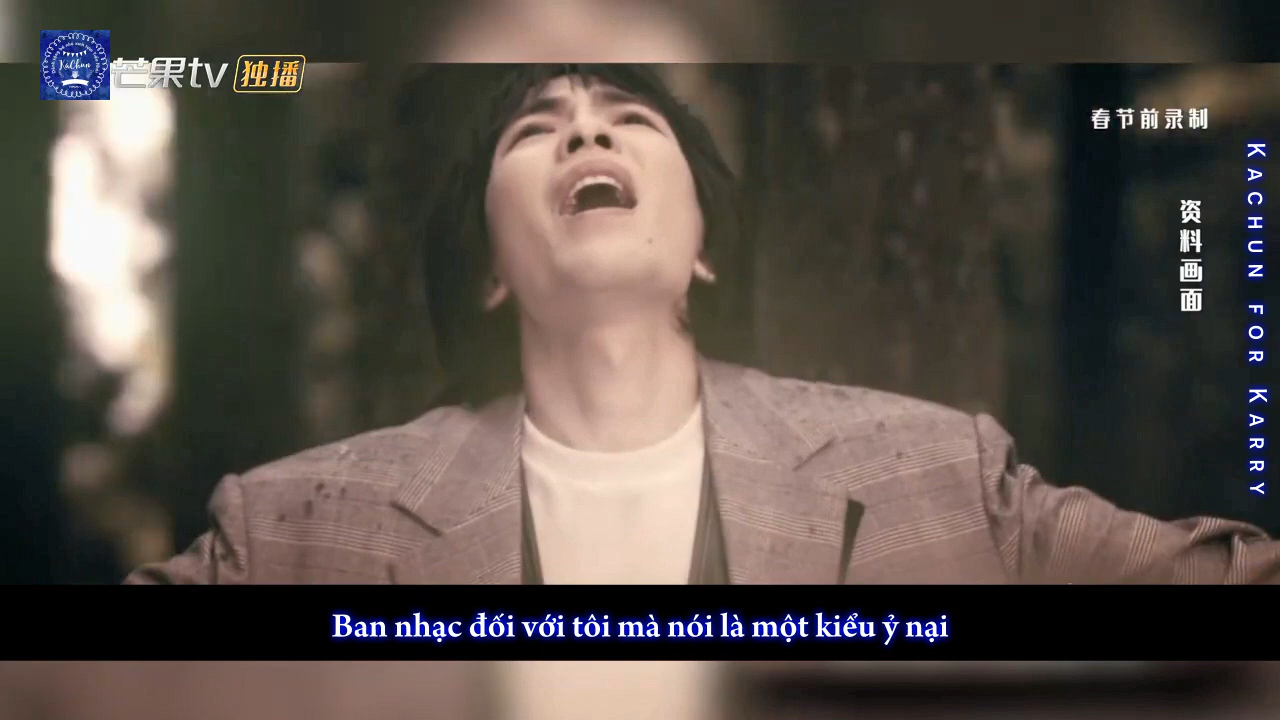 KaChun
芒果tv 独播
春节前录制
资料画面
KACHUN FOR KARRY
Ban nhạc đối với tôi mà nói là một kiểu ỷ nại